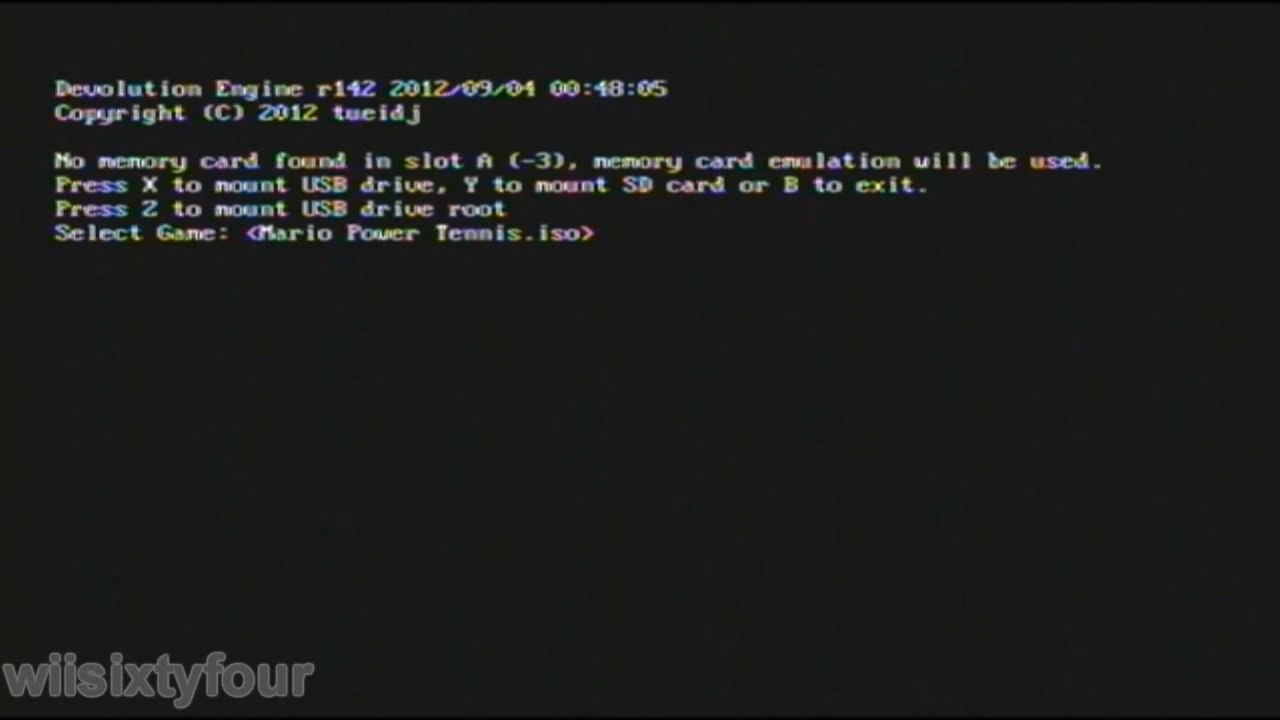 Devolution Engine r142 2012/09/04 00:48:05
Copyright (C) 2012 tueidj
No memory card found in slot A (-3), memory card emulation will be used.
Press X to mount USB drive, Y to mount SD card or B to exit.
Press Z to mount USB drive root
Select Game: <Mario Power Tennis.iso>
wiisixtyfour